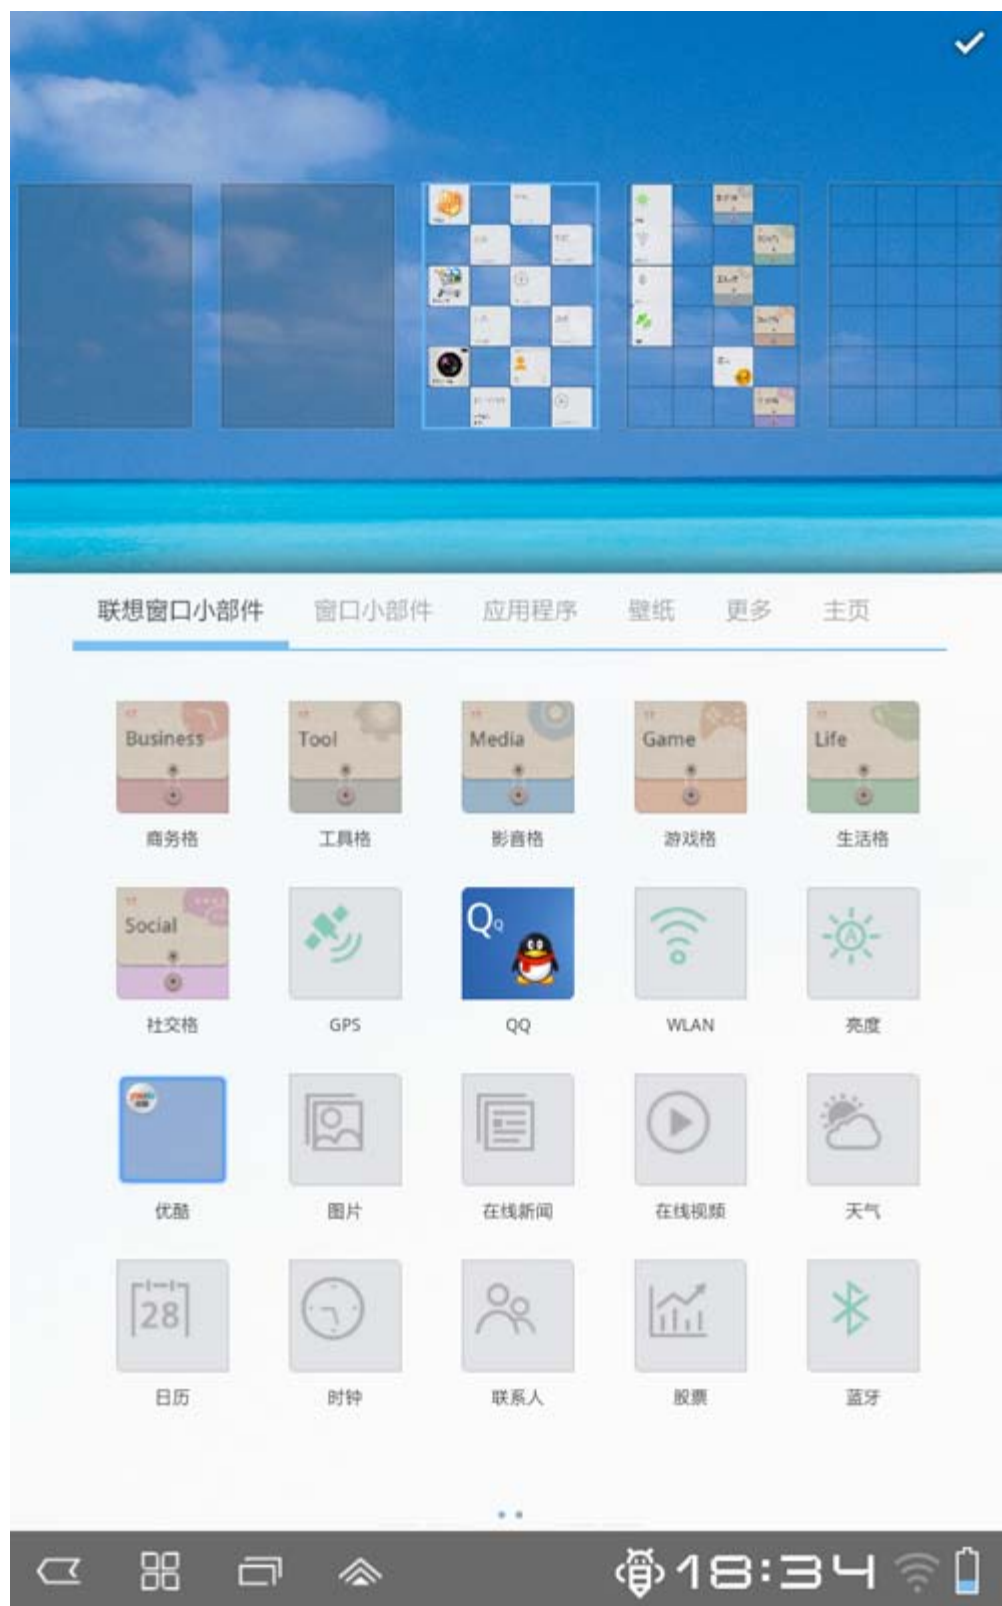 联想窗口小部件 窗口小部件 应用程序 壁纸 更多 主页
Business Tool Media Game Life
商务格 工具格 影音格 游戏格 生活格
Social QQ
社交格 GPS QQ WLAN 亮度
优酷 图片 在线新闻 在线视频 天气
28
日历 时钟 联系人 股票 蓝牙
18:34